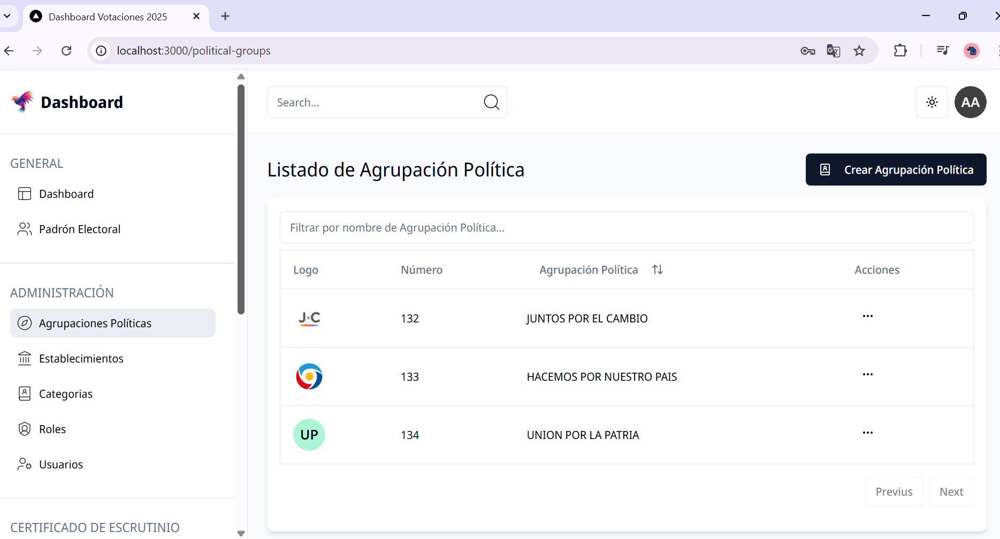 Dashboard Votaciones 2025
localhost:3000/political-groups
Dashboard
Search...
AA
GENERAL
Dashboard
Padrón Electoral
ADMINISTRACIÓN
Agrupaciones Políticas
Establecimientos
Categorias
Roles
Usuarios
CERTIFICADO DE ESCRUTINIO
Listado de Agrupación Política
Crear Agrupación Política
Filtrar por nombre de Agrupación Política...
Logo Número Agrupación Política Acciones
JxC 132 JUNTOS POR EL CAMBIO ...
133 HACEMOS POR NUESTRO PAIS ...
UP 134 UNION POR LA PATRIA ...
Previus Next